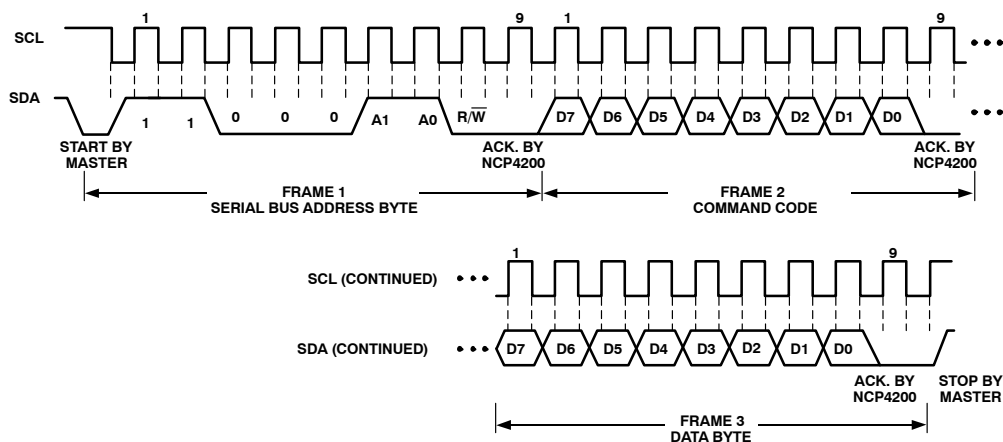 1 9 1 9
SCL
SDA
1 1 0 0 0 A1 A0 R/W̅ D7 D6 D5 D4 D3 D2 D1 D0
START BY
MASTER
ACK. BY
NCP4200
ACK. BY
NCP4200
FRAME 1
SERIAL BUS ADDRESS BYTE
FRAME 2
COMMAND CODE
1 9
SCL (CONTINUED)
SDA (CONTINUED)
D7 D6 D5 D4 D3 D2 D1 D0
ACK. BY
NCP4200
STOP BY
MASTER
FRAME 3
DATA BYTE